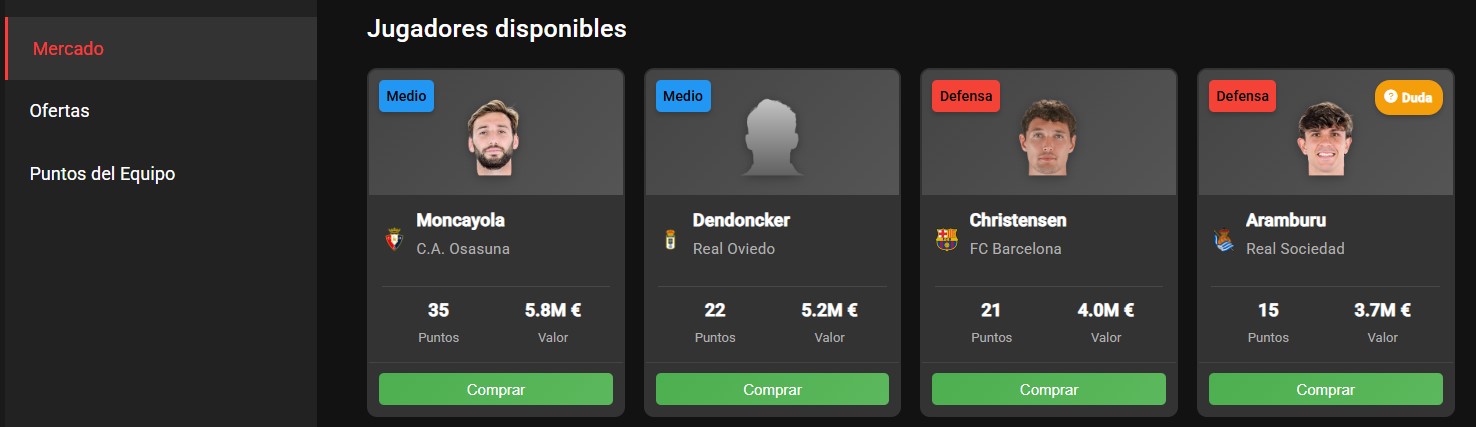 Mercado
Ofertas
Puntos del Equipo
Jugadores disponibles
Medio
Moncayola
C.A. Osasuna
35 5.8M €
Puntos Valor
Comprar
Medio
Dendoncker
Real Oviedo
22 5.2M €
Puntos Valor
Comprar
Defensa
Christensen
FC Barcelona
21 4.0M €
Puntos Valor
Comprar
Defensa
? Duda
Aramburu
Real Sociedad
15 3.7M €
Puntos Valor
Comprar